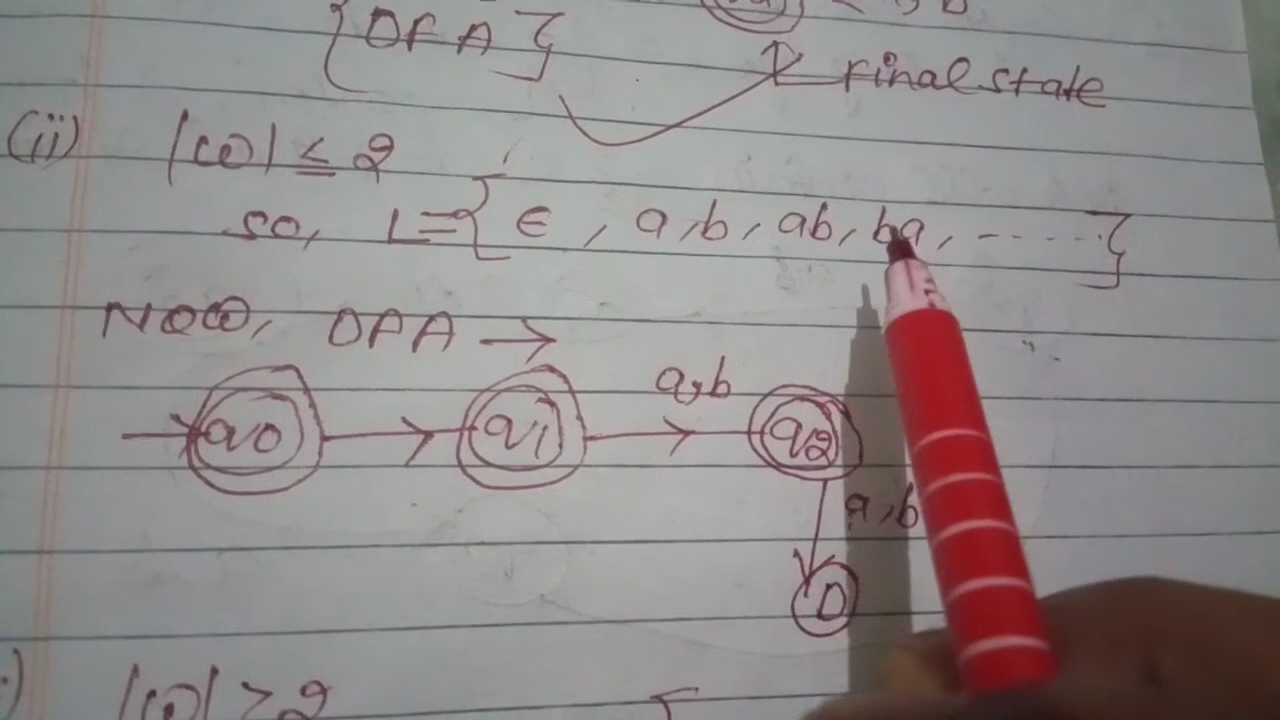 {DFA}
final state
(ii) |ω| ≤ 2
so, L = { ϵ, a, b, ab, ba, ----- }
Now, DFA →
a,b
q0 q1 q2
a,b
D
|ω| > 2